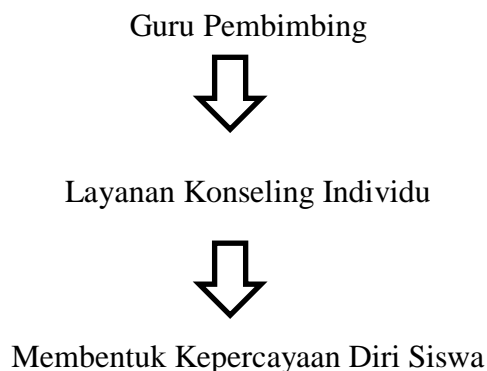 Guru Pembimbing
Layanan Konseling Individu
Membentuk Kepercayaan Diri Siswa